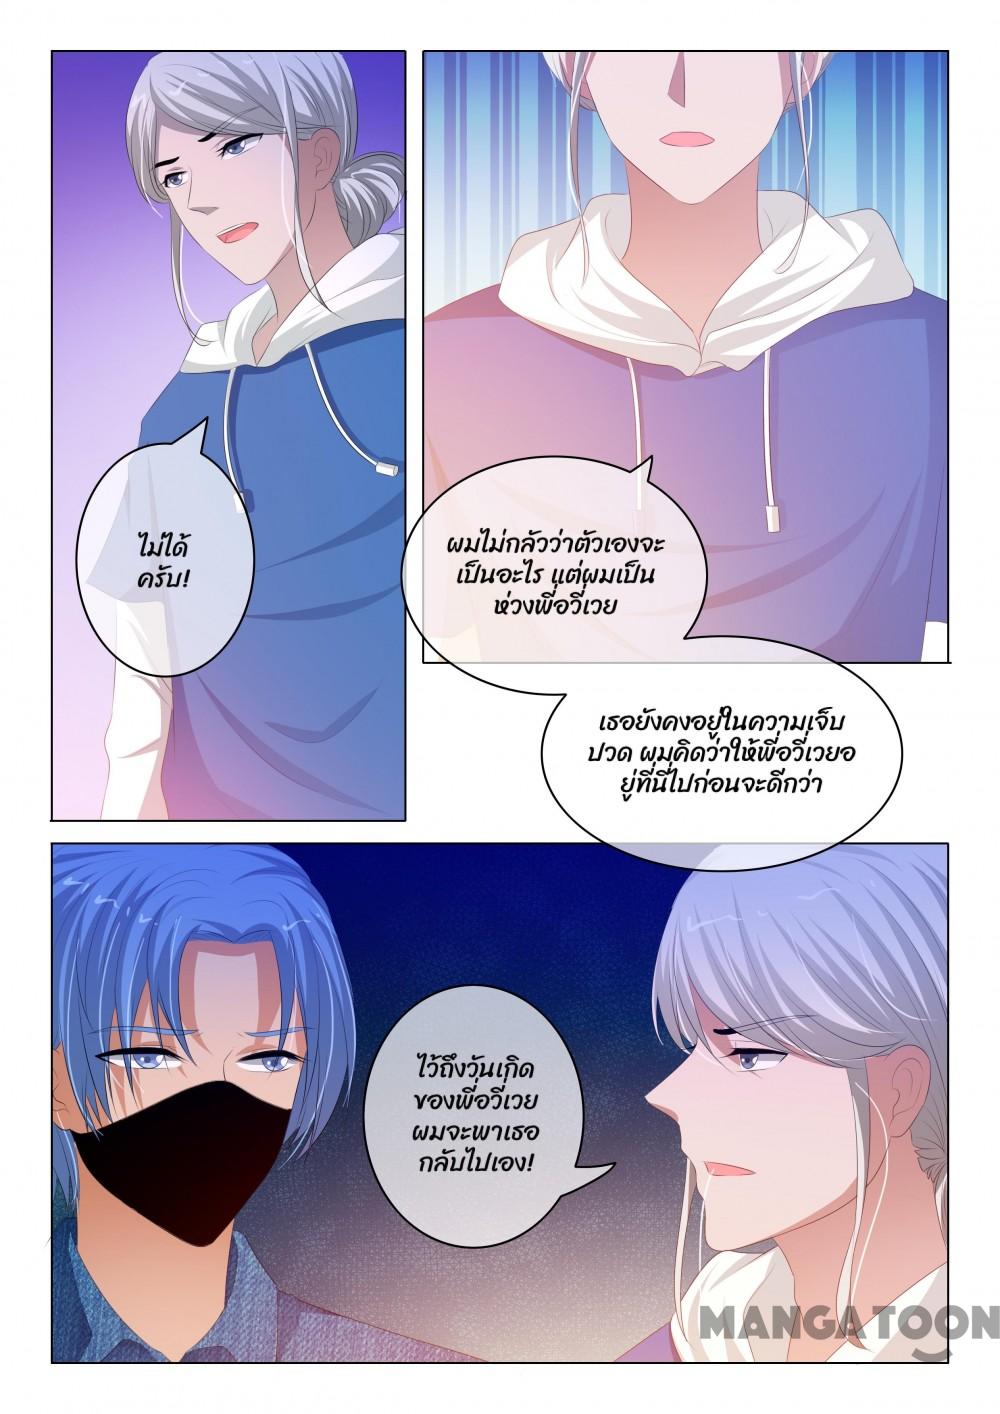 ไม่ได้
ครับ!
ผมไม่กลัวว่าตัวเองจะ
เป็นอะไร แต่ผมเป็น
ห่วงพี่อวี่เวย
เธอยังคงอยู่ในความเจ็บ
ปวด ผมคิดว่าให้พี่อวี่เวยอ
ยู่ที่นี่ไปก่อนจะดีกว่า
ไว้ถึงวันเกิด
ของพี่อวี่เวย
ผมจะพาเธอ
กลับไปเอง!
MANGATOON